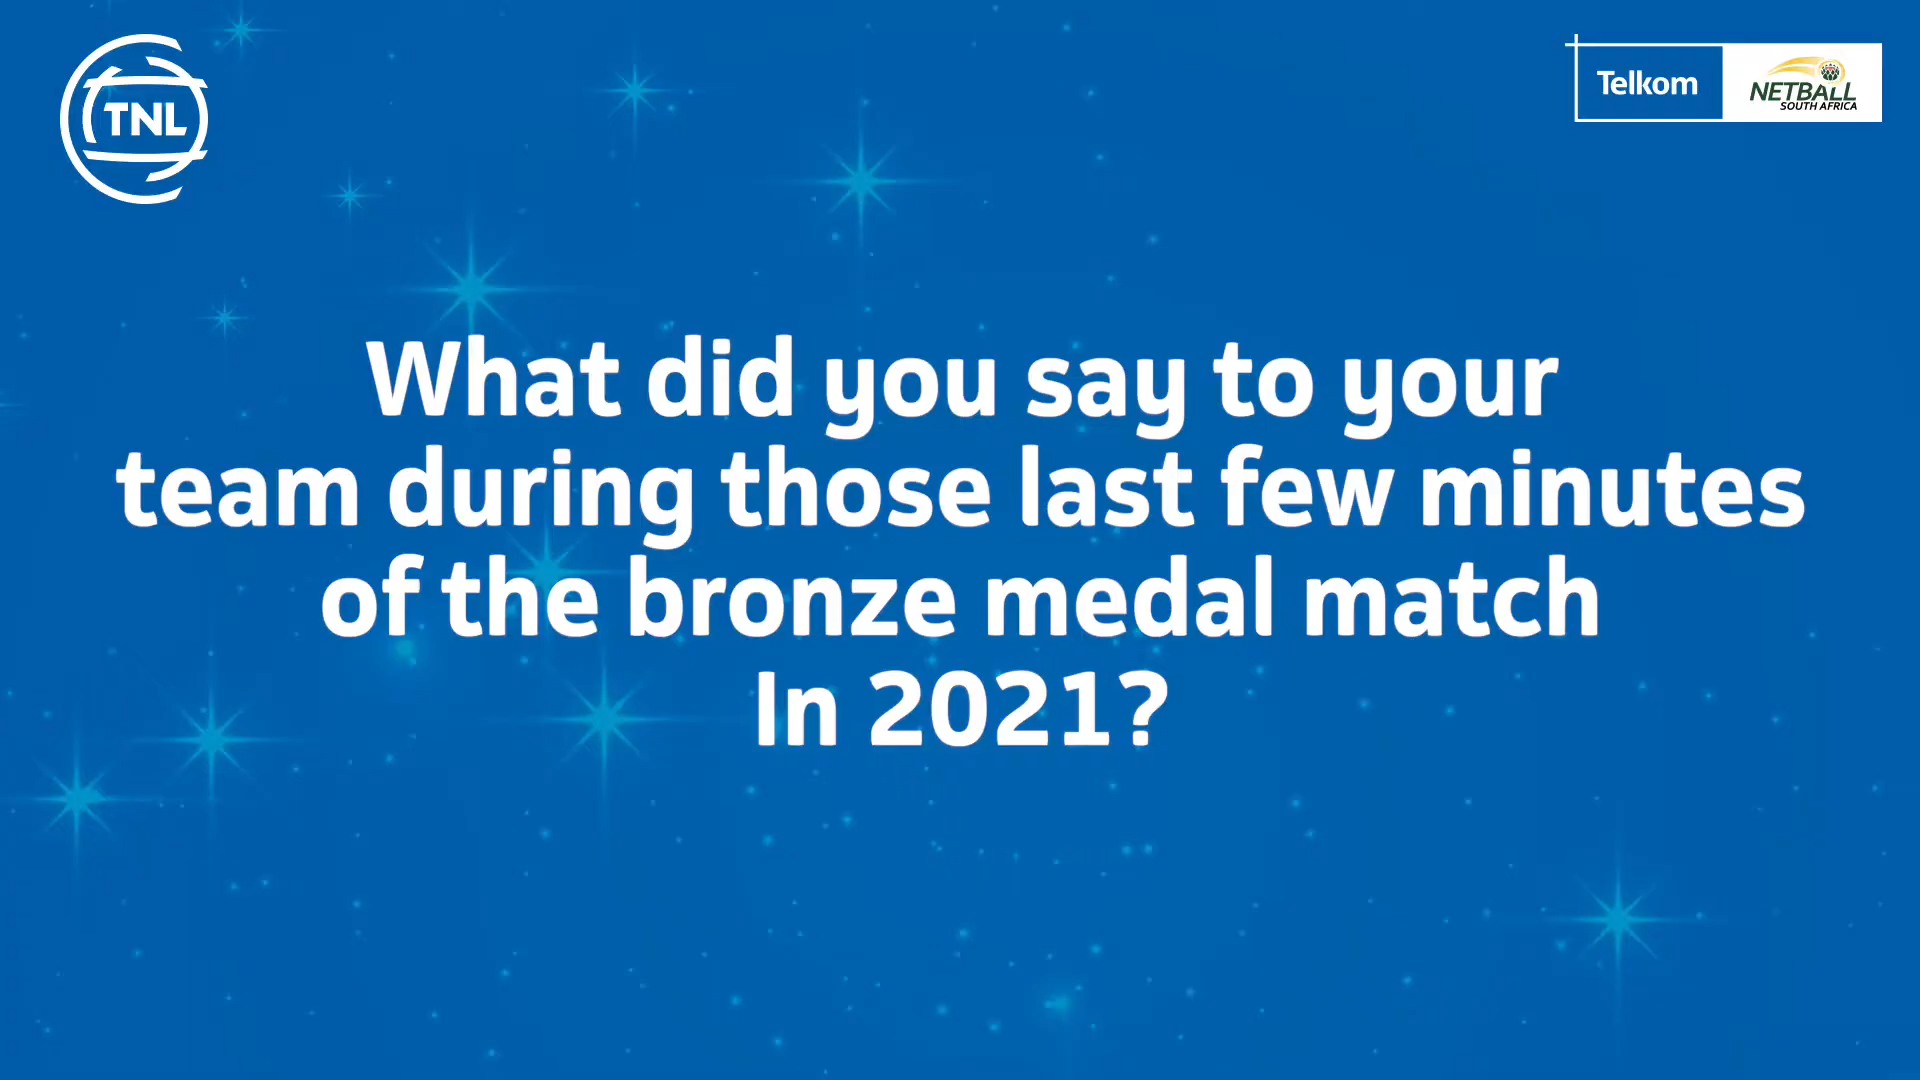 TNL
Telkom
NETBALL
SOUTH AFRICA
What did you say to your
team during those last few minutes
of the bronze medal match
In 2021?